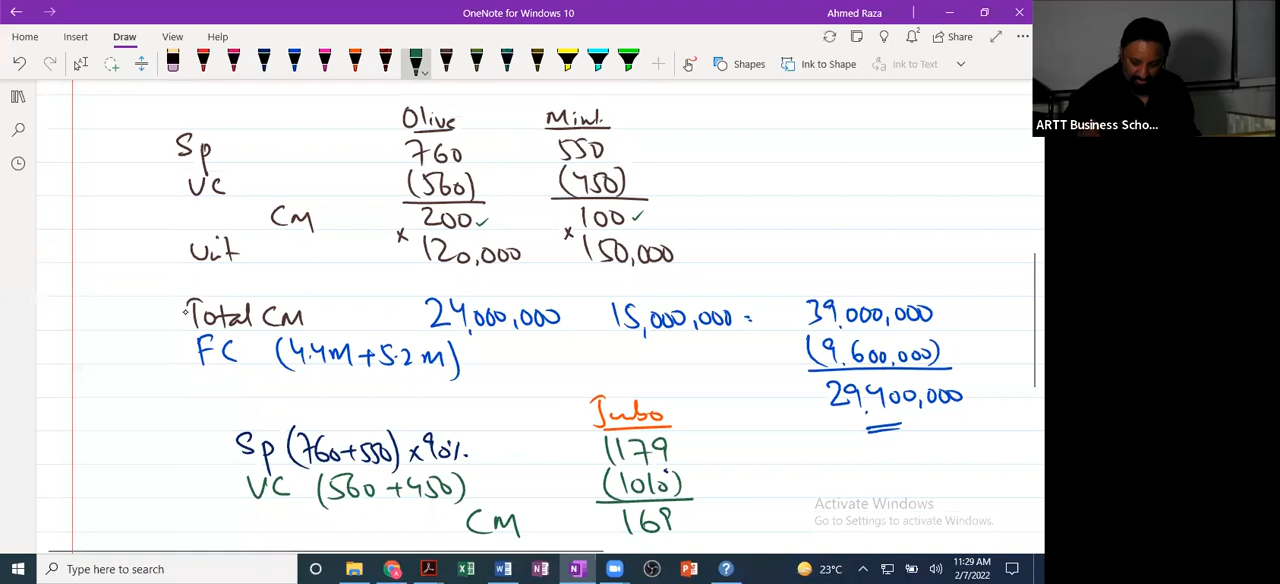 OneNote for Windows 10
Ahmed Raza
Home Insert Draw View Help
Share
Shapes Ink to Shape Ink to Text
ARTT Business Scho...
Olive
Sp 760 550
VC (560) (450)
CM 200✓ 100✓
Unit × 120,000 × 150,000
Total CM 24,000,000 15,000,000 = 39,000,000
FC (4.4m+5.2m) (9,600,000)
29,400,000
Jubo
Sp (760+550) ×90%. 1179
VC (560+450) (1010)
CM 169
Activate Windows
Go to Settings to activate Windows.
Type here to search
23°C
11:29 AM
2/7/2022